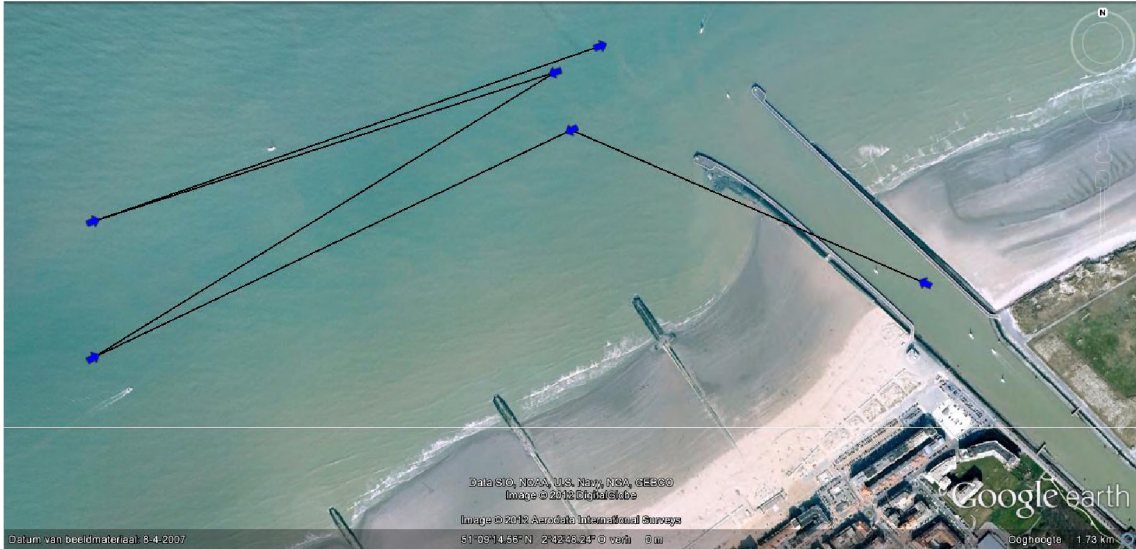 N
Data SIO, NOAA, U.S. Navy, NGA, GEBCO
Image © 2012 DigitalGlobe
Image © 2012 Aerodata International Surveys
Google earth
Datum van beeldmateriaal: 8-4-2007
51°09'14.56" N 2°42'48.24" O verh 0 m
Ooghoogte 1.73 km